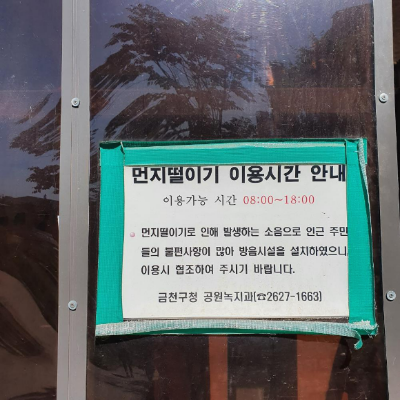 먼지떨이기 이용시간 안내
이용가능 시간 08:00~18:00
먼지떨이기로 인해 발생하는 소음으로 인근 주민
들의 불편사항이 많아 방음시설을 설치하였으니
이용시 협조하여 주시기 바랍니다.
금천구청 공원녹지과(☎2627-1663)